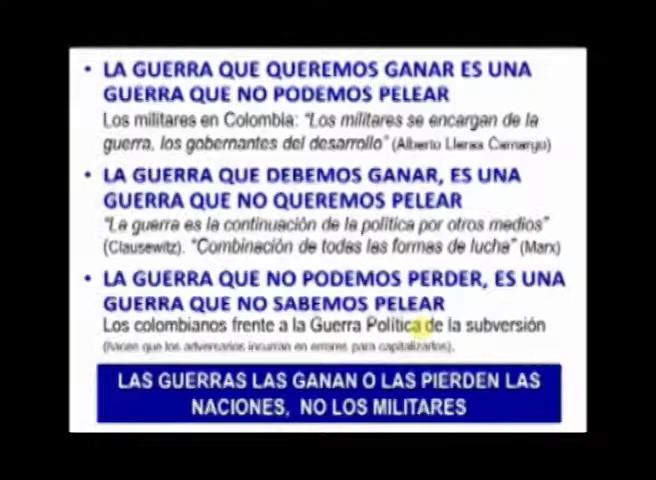 • LA GUERRA QUE QUEREMOS GANAR ES UNA
GUERRA QUE NO PODEMOS PELEAR
Los militares en Colombia: “Los militares se encargan de la
guerra, los gobernantes del desarrollo” (Alberto Lleras Camargo)
• LA GUERRA QUE DEBEMOS GANAR, ES UNA
GUERRA QUE NO QUEREMOS PELEAR
“La guerra es la continuación de la política por otros medios”
(Clausewitz). “Combinación de todas las formas de lucha” (Marx)
• LA GUERRA QUE NO PODEMOS PERDER, ES UNA
GUERRA QUE NO SABEMOS PELEAR
Los colombianos frente a la Guerra Política de la subversión
(hacen que los adversarios incurran en errores para capitalizarlos).
LAS GUERRAS LAS GANAN O LAS PIERDEN LAS
NACIONES, NO LOS MILITARES